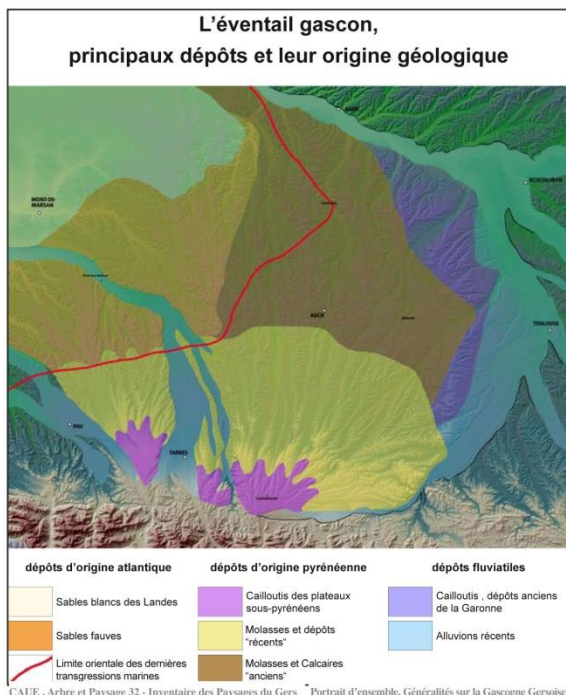 L'éventail gascon,
principaux dépôts et leur origine géologique
AGEN
MONTAUBAN
MONT-DE-
MARSAN
AUCH
TOULOUSE
PAU
TARBES
Lannemezan
dépôts d'origine atlantique
Sables blancs des Landes
Sables fauves
Limite orientale des dernières
transgressions marines
dépôts d'origine pyrénéenne
Cailloutis des plateaux
sous-pyrénéens
Molasses et dépôts
"récents"
Molasses et Calcaires
"anciens"
dépôts fluviatiles
Cailloutis , dépôts anciens
de la Garonne
Alluvions récents
CAUE , Arbre et Paysage 32 - Inventaire des Paysages du Gers Portrait d'ensemble, Généralités sur la Gascogne Gersoise